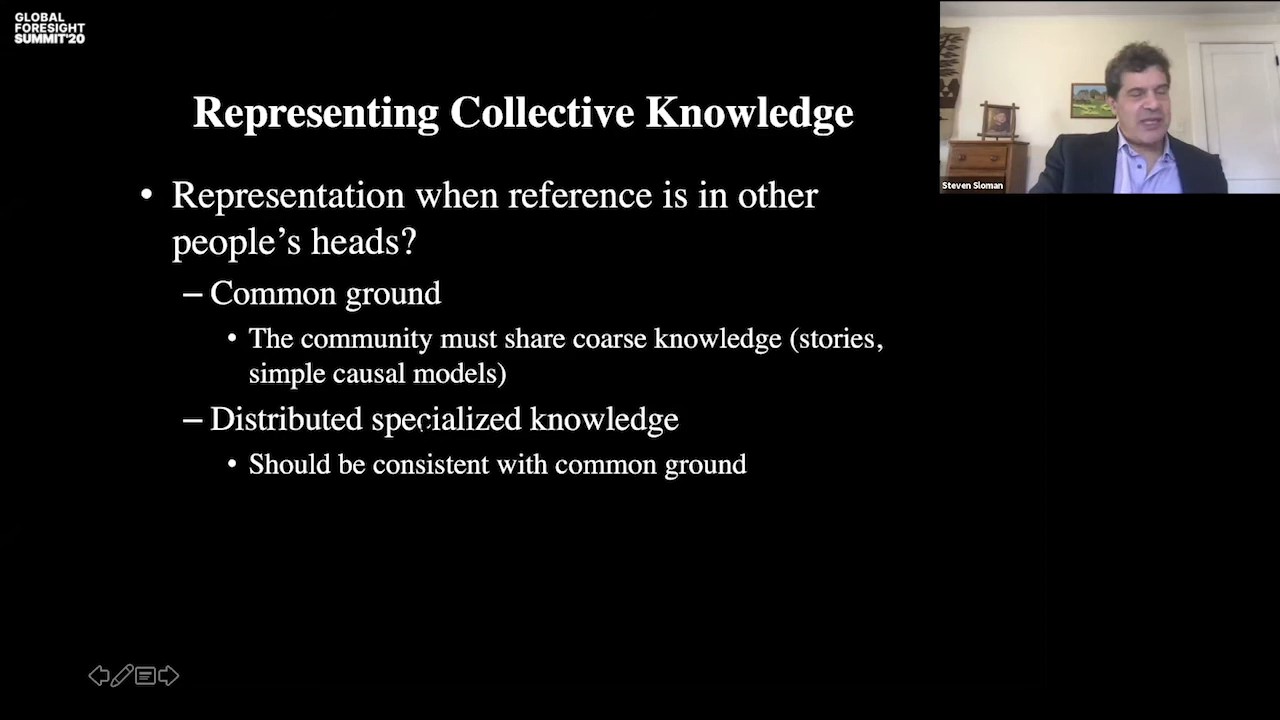 GLOBAL
FORESIGHT
SUMMIT'20
Steven Sloman
Representing Collective Knowledge
• Representation when reference is in other
people’s heads?
– Common ground
• The community must share coarse knowledge (stories,
simple causal models)
– Distributed specialized knowledge
• Should be consistent with common ground